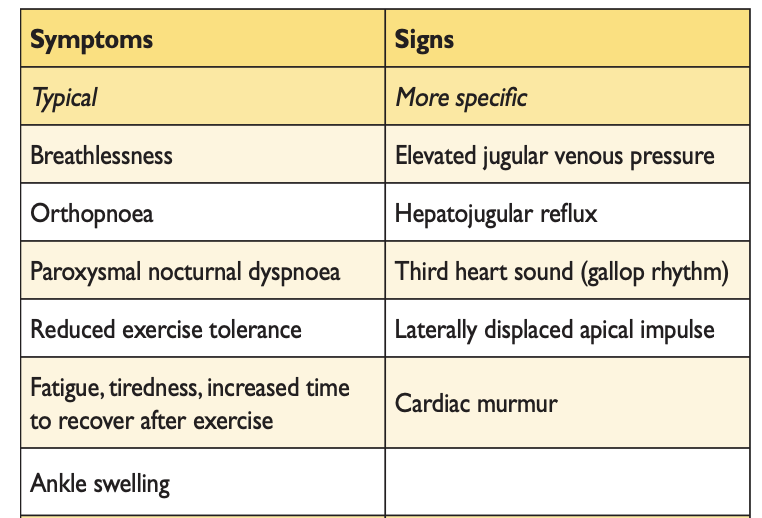 Symptoms Signs
Typical More specific
Breathlessness Elevated jugular venous pressure
Orthopnoea Hepatojugular reflux
Paroxysmal nocturnal dyspnoea Third heart sound (gallop rhythm)
Reduced exercise tolerance Laterally displaced apical impulse
Fatigue, tiredness, increased time
to recover after exercise
Cardiac murmur
Ankle swelling